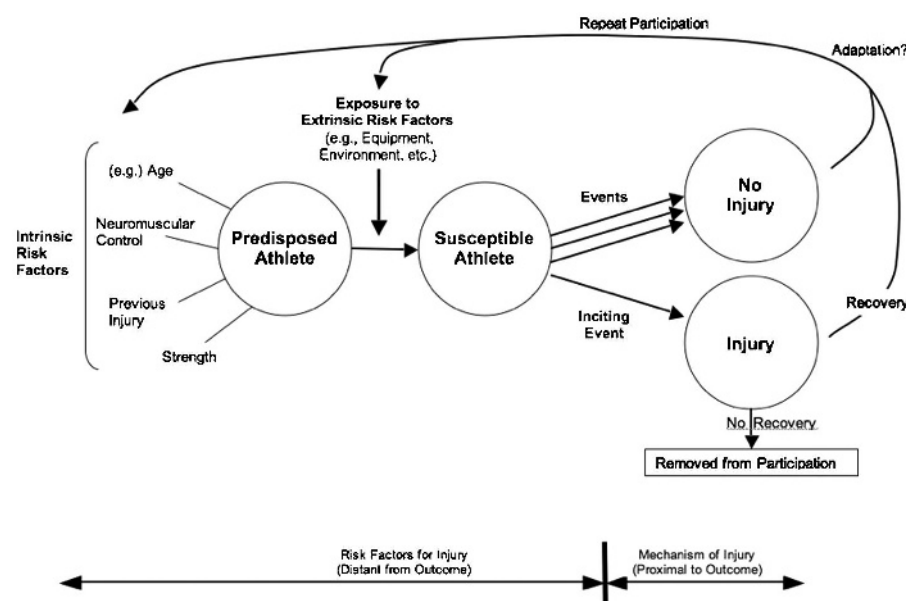 Repeat Participation
Adaptation?
Exposure to
Extrinsic Risk Factors
(e.g., Equipment,
Environment, etc.)
Intrinsic
Risk
Factors
(e.g.) Age
Neuromuscular
Control
Previous
Injury
Strength
Predisposed
Athlete
Susceptible
Athlete
Events
Inciting
Event
No
Injury
Injury
Recovery
No Recovery
Removed from Participation
Risk Factors for Injury
(Distant from Outcome)
Mechanism of Injury
(Proximal to Outcome)